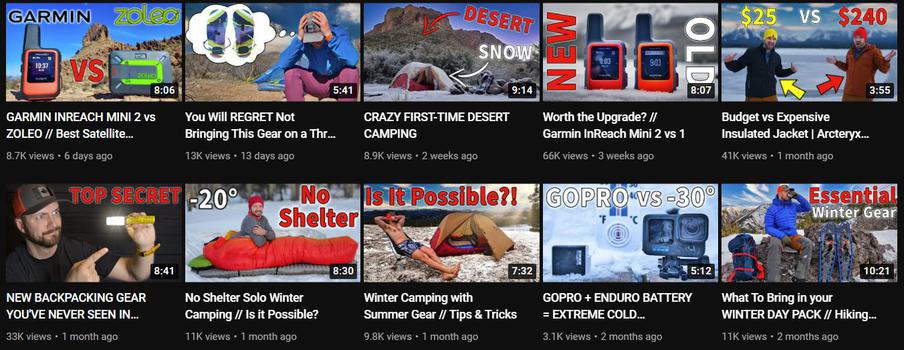 GARMIN
zoleo
VS
8:06
5:41
DESERT
SNOW
9:14
NEW
OLD
8:07
$25 VS $240
3:55
GARMIN INREACH MINI 2 vs
ZOLEO // Best Satellite…
8.7K views • 6 days ago
You Will REGRET Not
Bringing This Gear on a Thr…
13K views • 13 days ago
CRAZY FIRST-TIME DESERT
CAMPING
8.9K views • 2 weeks ago
Worth the Upgrade? //
Garmin InReach Mini 2 vs 1
66K views • 3 weeks ago
Budget vs Expensive
Insulated Jacket | Arcteryx…
41K views • 1 month ago
TOP SECRET
8:41
-20°
No
Shelter
8:30
Is It Possible?!
7:32
GOPRO vs -30°
5:12
Essential
Winter Gear
10:21
NEW BACKPACKING GEAR
YOU'VE NEVER SEEN IN…
33K views • 1 month ago
No Shelter Solo Winter
Camping // Is it Possible?
11K views • 1 month ago
Winter Camping with
Summer Gear // Tips & Tricks
9.8K views • 1 month ago
GOPRO + ENDURO BATTERY
= EXTREME COLD…
3.1K views • 2 months ago
What To Bring in your
WINTER DAY PACK // Hiking…
11K views • 2 months ago